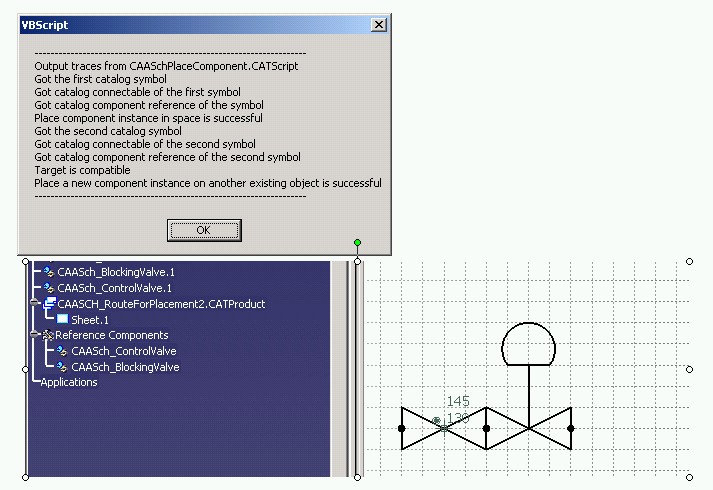 VBScript
--------------------------------------------------------------------
Output traces from CAASchPlaceComponent.CATScript
Got the first catalog symbol
Got catalog connectable of the first symbol
Got catalog component reference of the symbol
Place component instance in space is successful
Got the second catalog symbol
Got catalog connectable of the second symbol
Got catalog component reference of the second symbol
Target is compatible
Place a new component instance on another existing object is successful
--------------------------------------------------------------------
OK
CAASch_BlockingValve.1
CAASch_ControlValve.1
CAASCH_RouteForPlacement2.CATProduct
Sheet.1
Reference Components
CAASch_ControlValve
CAASch_BlockingValve
Applications
145
139